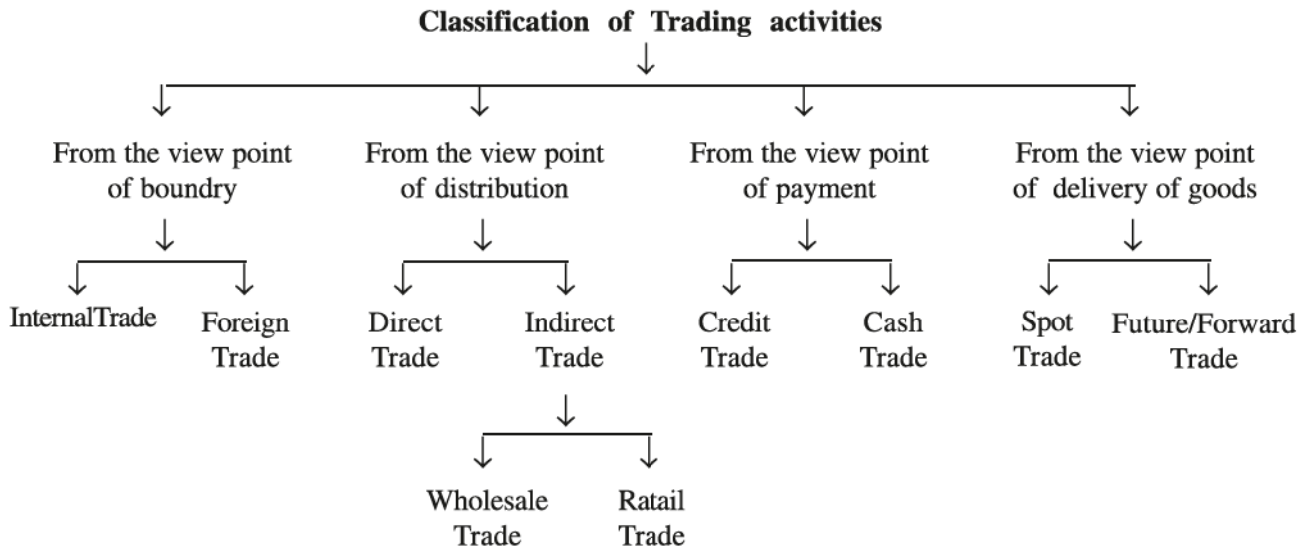 Classification of Trading activities
From the view point
of boundry
From the view point
of distribution
From the view point
of payment
From the view point
of delivery of goods
InternalTrade
Foreign
Trade
Direct
Trade
Indirect
Trade
Credit
Trade
Cash
Trade
Spot
Trade
Future/Forward
Trade
Wholesale
Trade
Ratail
Trade